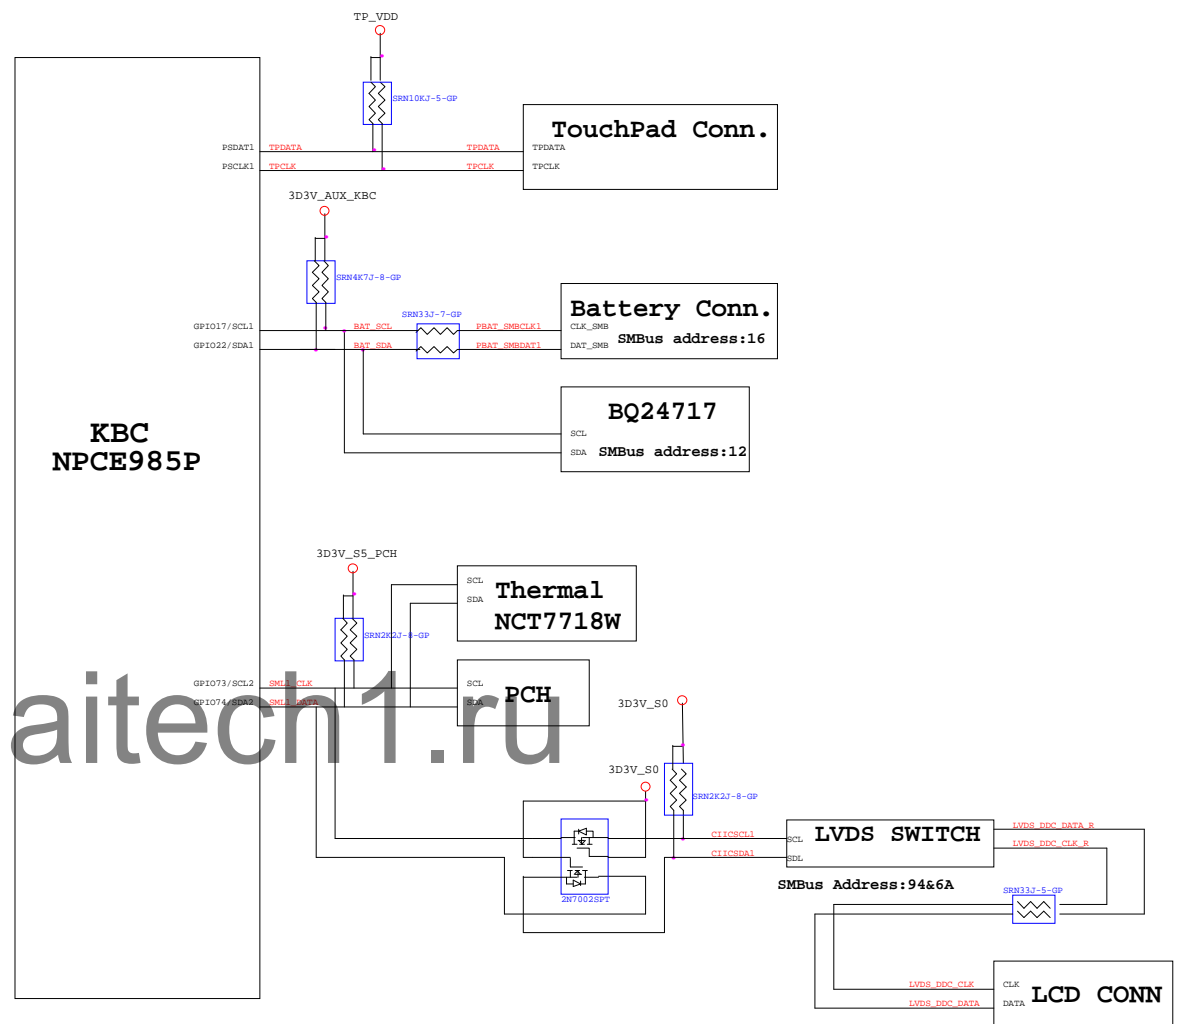 TP_VDD
SRN10KJ-5-GP
TouchPad Conn.
PSDAT1 TPDATA TPDATA TPDATA
PSCLK1 TPCLK TPCLK TPCLK
3D3V_AUX_KBC
SRN4K7J-8-GP
SRN33J-7-GP
Battery Conn.
GPIO17/SCL1 BAT_SCL PBAT_SMBCLK1 CLK_SMB
SMBus address:16
GPIO22/SDA1 BAT_SDA PBAT_SMBDAT1 DAT_SMB
BQ24717
SCL
SDA SMBus address:12
KBC
NPCE985P
3D3V_S5_PCH
SCL
SDA
Thermal
NCT7718W
SRN2K2J-8-GP
GPIO73/SCL2 SML1_CLK SCL
PCH
GPIO74/SDA2 SML1_DATA SDA
aitech1.ru
3D3V_S0
3D3V_S0
SRN2K2J-8-GP
LVDS_DDC_DATA_R
CIICSCL1 SCL LVDS SWITCH
LVDS_DDC_CLK_R
CIICSDA1 SDL
SMBus Address:94&6A
SRN33J-5-GP
2N7002SPT
LVDS_DDC_CLK CLK
LCD CONN
LVDS_DDC_DATA DATA